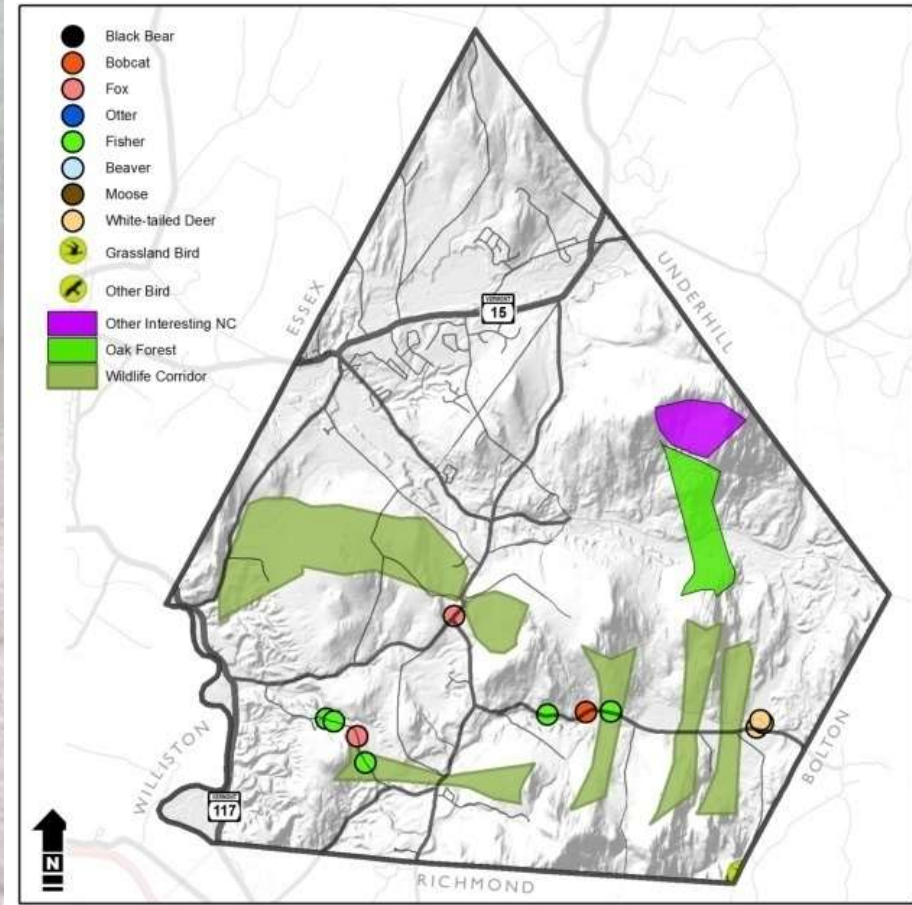 Black Bear
Bobcat
Fox
Otter
Fisher
Beaver
Moose
White-tailed Deer
Grassland Bird
Other Bird
Other Interesting NC
Oak Forest
Wildlife Corridor
ESSEX
UNDERHILL
VERMONT
15
WILLISTON
BOLTON
VERMONT
117
RICHMOND
N